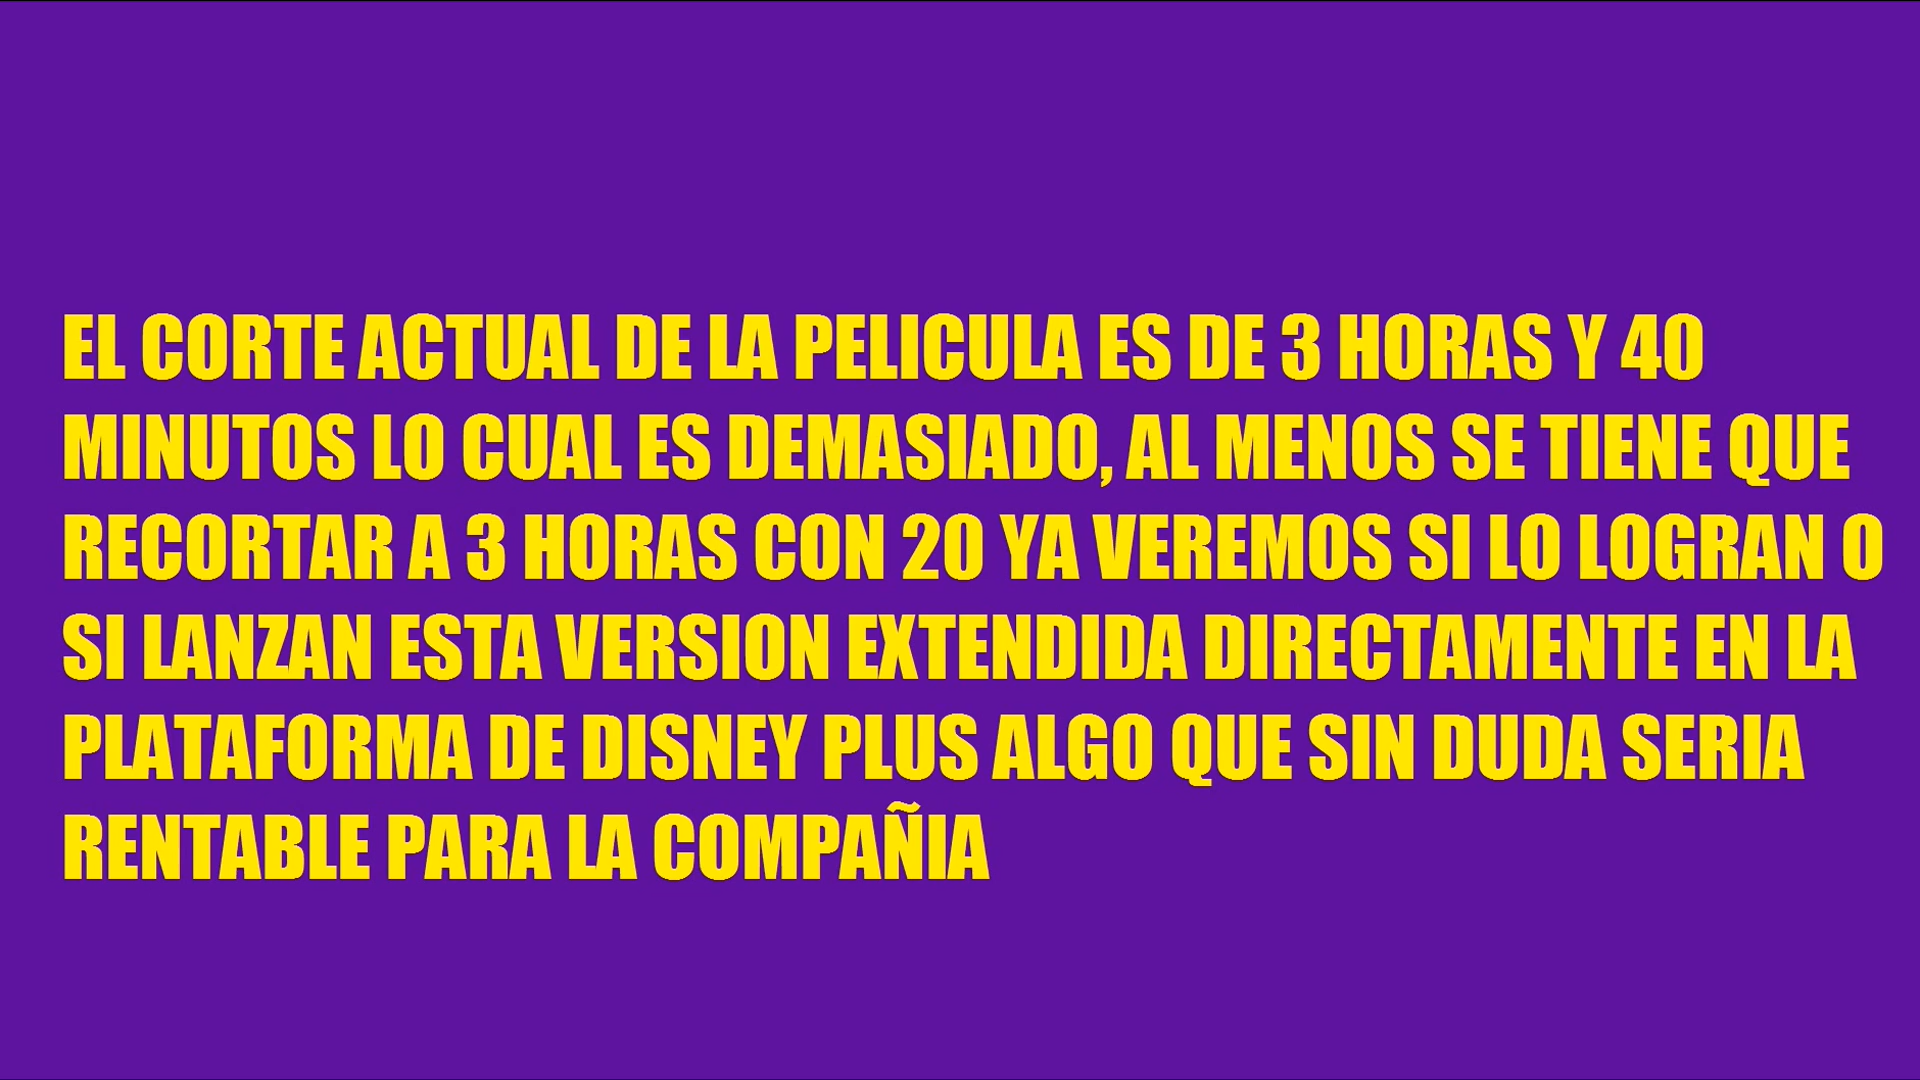 EL CORTE ACTUAL DE LA PELICULA ES DE 3 HORAS Y 40
MINUTOS LO CUAL ES DEMASIADO, AL MENOS SE TIENE QUE
RECORTAR A 3 HORAS CON 20 YA VEREMOS SI LO LOGRAN O
SI LANZAN ESTA VERSION EXTENDIDA DIRECTAMENTE EN LA
PLATAFORMA DE DISNEY PLUS ALGO QUE SIN DUDA SERIA
RENTABLE PARA LA COMPAÑIA